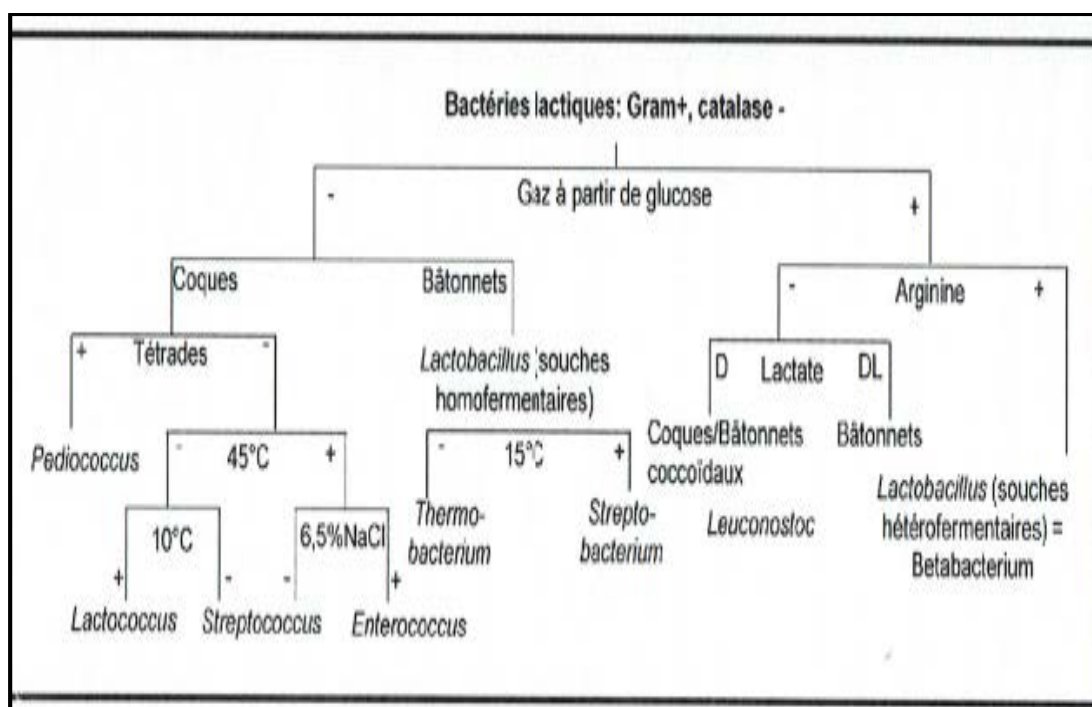 Bactéries lactiques: Gram+, catalase -
- Gaz à partir de glucose +
Coques Bâtonnets
- Arginine +
+ Tétrades -
Lactobacillus (souches
homofermentaires)
D Lactate DL
Pediococcus
- 45°C +
- 15°C +
Coques/Bâtonnets
coccoïdaux
Bâtonnets
Leuconostoc
Lactobacillus (souches
hétérofermentaires) =
Betabacterium
Thermo-
bacterium
Strepto-
bacterium
+ 10°C -
- 6,5%NaCl +
Lactococcus Streptococcus Enterococcus